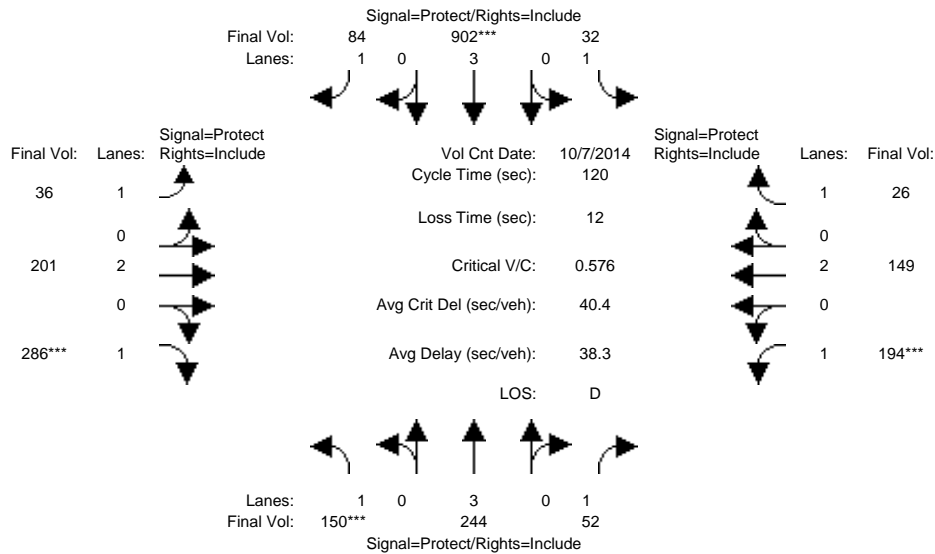 Signal=Protect/Rights=Include
Final Vol: 84 902*** 32
Lanes: 1 0 3 0 1
Signal=Protect Signal=Protect
Final Vol: Lanes: Rights=Include Vol Cnt Date: 10/7/2014 Rights=Include Lanes: Final Vol:
Cycle Time (sec): 120
36 1 1 26
Loss Time (sec): 12
0 0
201 2 Critical V/C: 0.576 2 149
0 Avg Crit Del (sec/veh): 40.4 0
286*** 1 Avg Delay (sec/veh): 38.3 1 194***
LOS: D
Lanes: 1 0 3 0 1
Final Vol: 150*** 244 52
Signal=Protect/Rights=Include